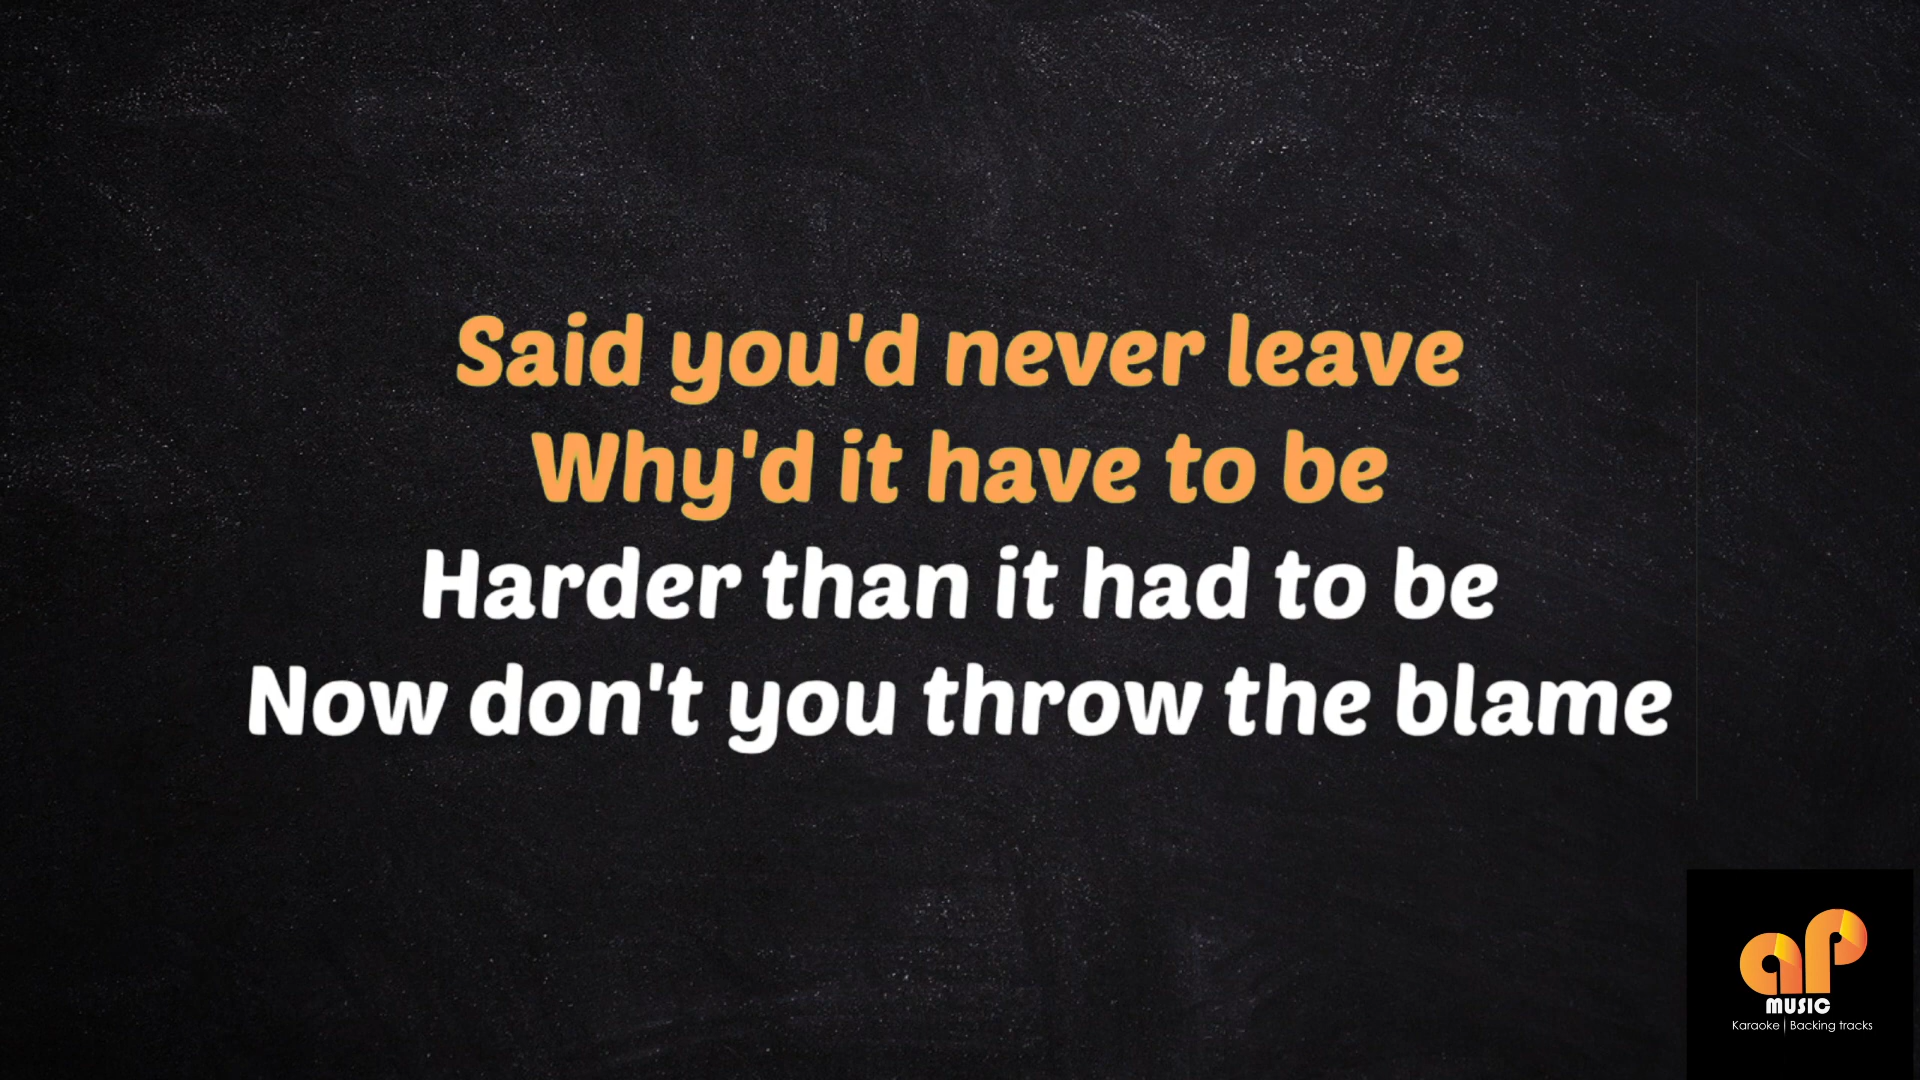 Said you'd never leave
Why'd it have to be
Harder than it had to be
Now don't you throw the blame
aP
MUSIC
Karaoke | Backing tracks